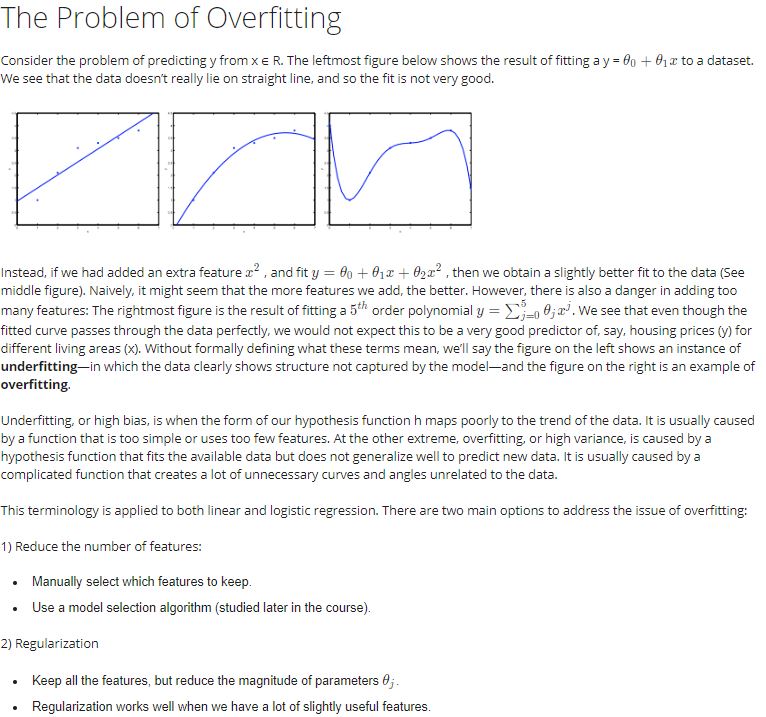 The Problem of Overfitting
Consider the problem of predicting y from x ∈ R. The leftmost figure below shows the result of fitting a y = θ₀ + θ₁x to a dataset.
We see that the data doesn't really lie on straight line, and so the fit is not very good.
Instead, if we had added an extra feature x² , and fit y = θ₀ + θ₁x + θ₂x² , then we obtain a slightly better fit to the data (See
middle figure). Naively, it might seem that the more features we add, the better. However, there is also a danger in adding too
many features: The rightmost figure is the result of fitting a 5ᵗʰ order polynomial y = ∑⁵ⱼ₌₀ θⱼxʲ. We see that even though the
fitted curve passes through the data perfectly, we would not expect this to be a very good predictor of, say, housing prices (y) for
different living areas (x). Without formally defining what these terms mean, we'll say the figure on the left shows an instance of
underfitting—in which the data clearly shows structure not captured by the model—and the figure on the right is an example of
overfitting.
Underfitting, or high bias, is when the form of our hypothesis function h maps poorly to the trend of the data. It is usually caused
by a function that is too simple or uses too few features. At the other extreme, overfitting, or high variance, is caused by a
hypothesis function that fits the available data but does not generalize well to predict new data. It is usually caused by a
complicated function that creates a lot of unnecessary curves and angles unrelated to the data.
This terminology is applied to both linear and logistic regression. There are two main options to address the issue of overfitting:
1) Reduce the number of features:
• Manually select which features to keep.
• Use a model selection algorithm (studied later in the course).
2) Regularization
• Keep all the features, but reduce the magnitude of parameters θⱼ.
• Regularization works well when we have a lot of slightly useful features.